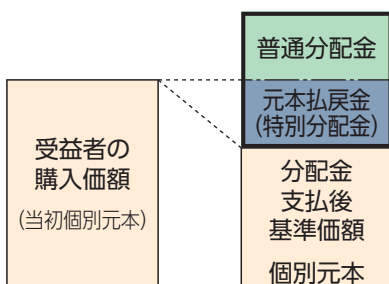 普通分配金
元本払戻金
(特別分配金)
受益者の
購入価額
(当初個別元本)
分配金
支払後
基準価額
個別元本